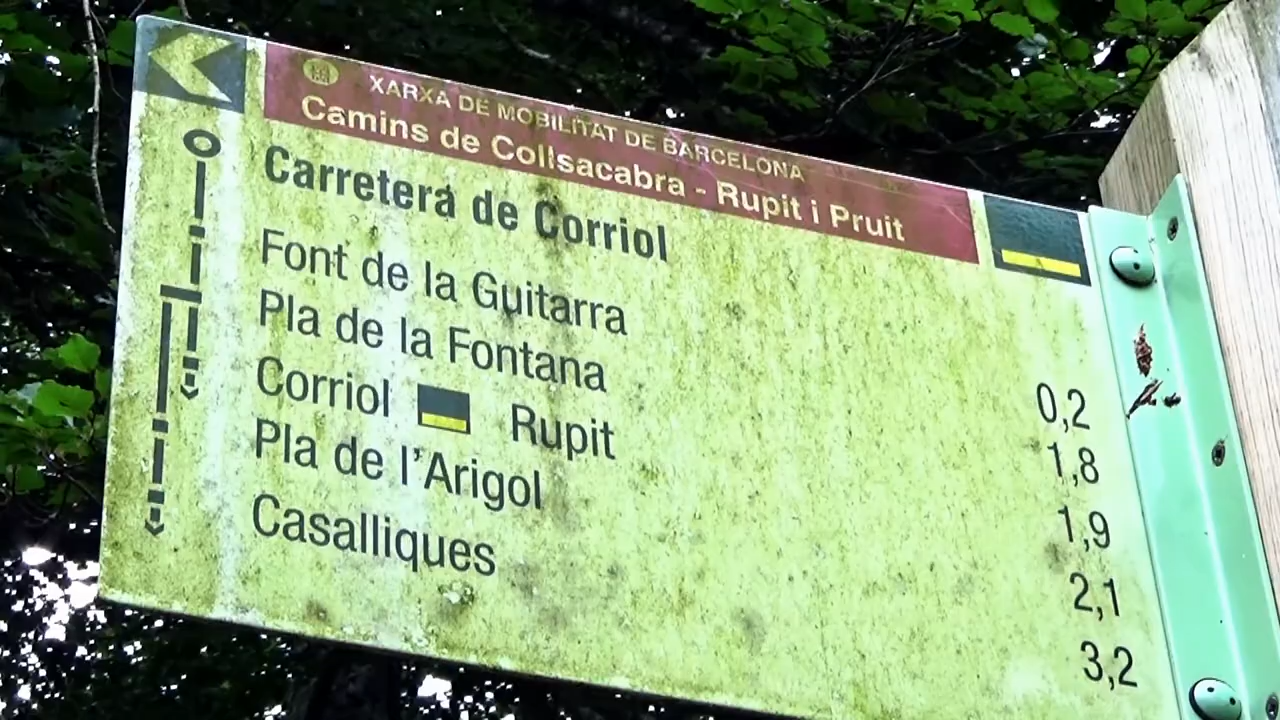 XARXA DE MOBILITAT DE BARCELONA
Camins de Collsacabra - Rupit i Pruit
Carretera de Corriol
Font de la Guitarra 0,2
Pla de la Fontana 1,8
Corriol Rupit 1,9
Pla de l'Arigol 2,1
Casalliques 3,2